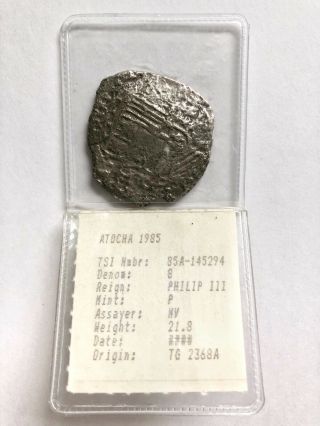 ATOCHA 1985
TSI Nmbr: 85A-145294
Denom: 8
Reign: PHILIP III
Mint: P
Assayer: NV
Weight: 21.8
Date:
Origin: TG 2368A